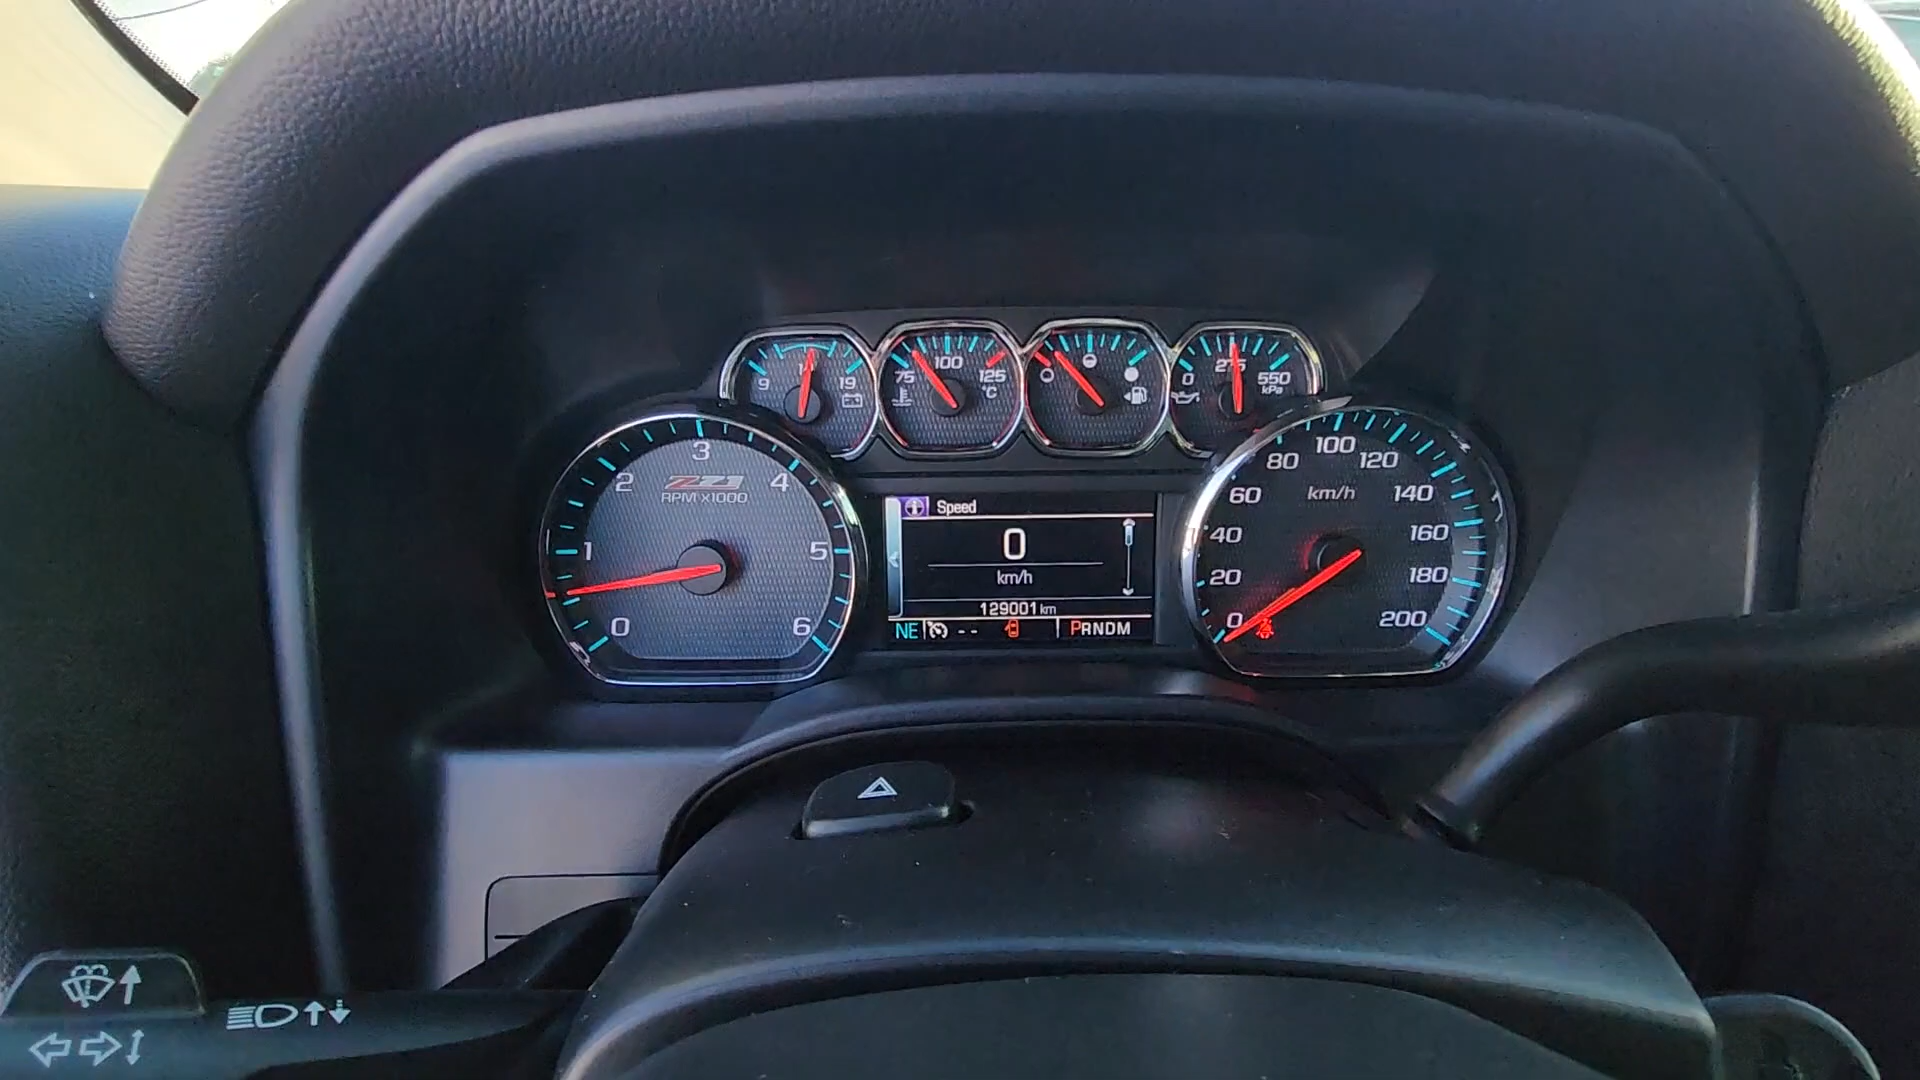 9 19
75 100 125
°C
0 275 550
kPa
0 1 2 3 4 5 6
Z71
RPM x1000
Speed
0
km/h
129001 km
NE -- PRNDM
0 20 40 60 80 100 120 140 160 180 200
km/h